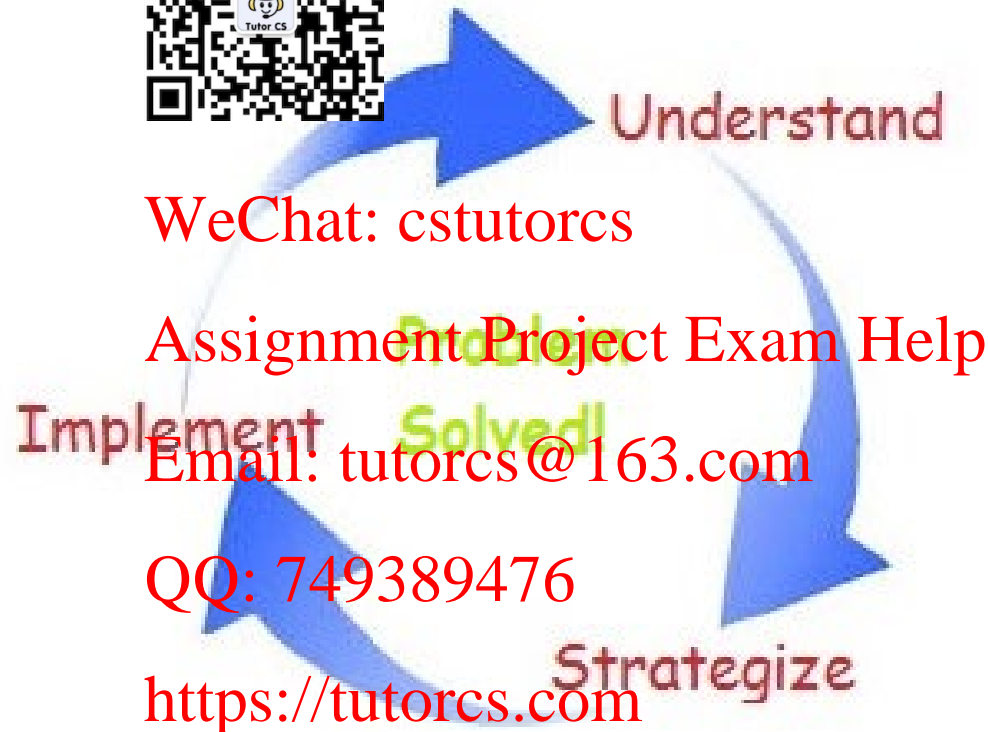 Tutor CS
Understand
WeChat: cstutorcs
Assignment Project Exam Help
Problem
Solved!
Implement
Email: tutorcs@163.com
QQ: 749389476
Strategize
https://tutorcs.com